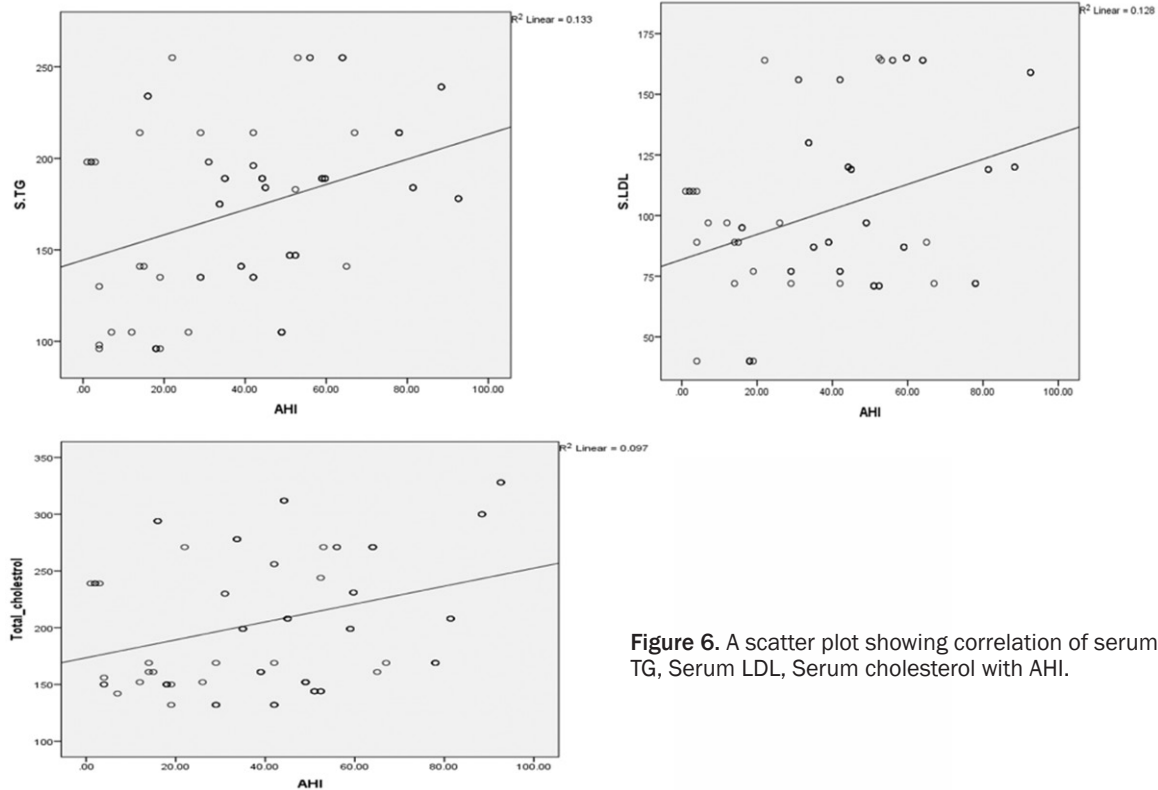 R² Linear = 0.133
250
200
150
100
S.TG
.00 20.00 40.00 60.00 80.00 100.00
AHI
R² Linear = 0.128
175
150
125
100
75
50
S.LDL
.00 20.00 40.00 60.00 80.00 100.00
AHI
R² Linear = 0.097
350
300
250
200
150
100
Total_cholestrol
.00 20.00 40.00 60.00 80.00 100.00
AHI
Figure 6. A scatter plot showing correlation of serum
TG, Serum LDL, Serum cholesterol with AHI.